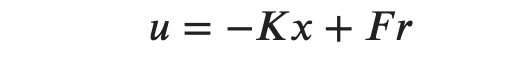 u = −Kx + Fr